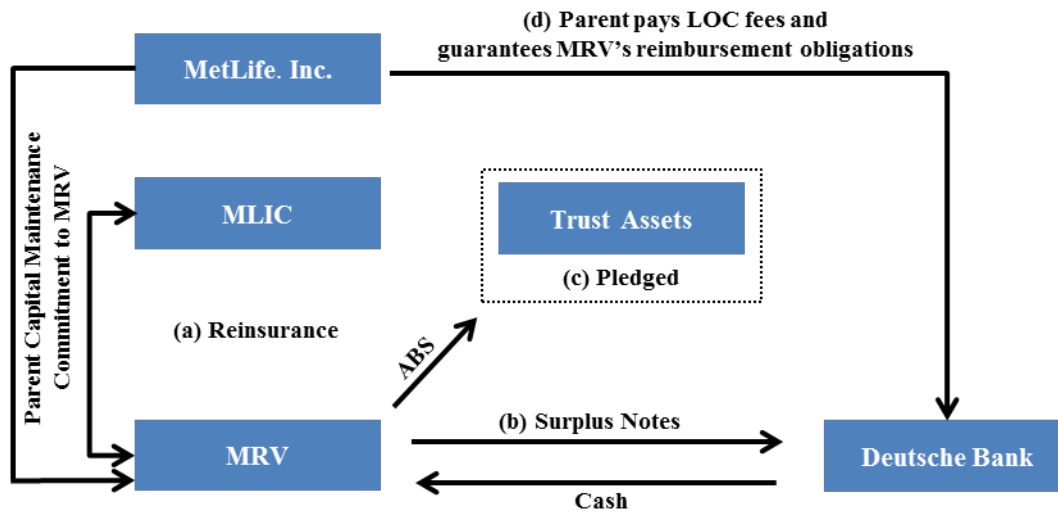 (d) Parent pays LOC fees and
guarantees MRV’s reimbursement obligations
MetLife. Inc.
Parent Capital Maintenance
Commitment to MRV
MLIC
Trust Assets
(c) Pledged
(a) Reinsurance
ABS
(b) Surplus Notes
MRV
Deutsche Bank
Cash